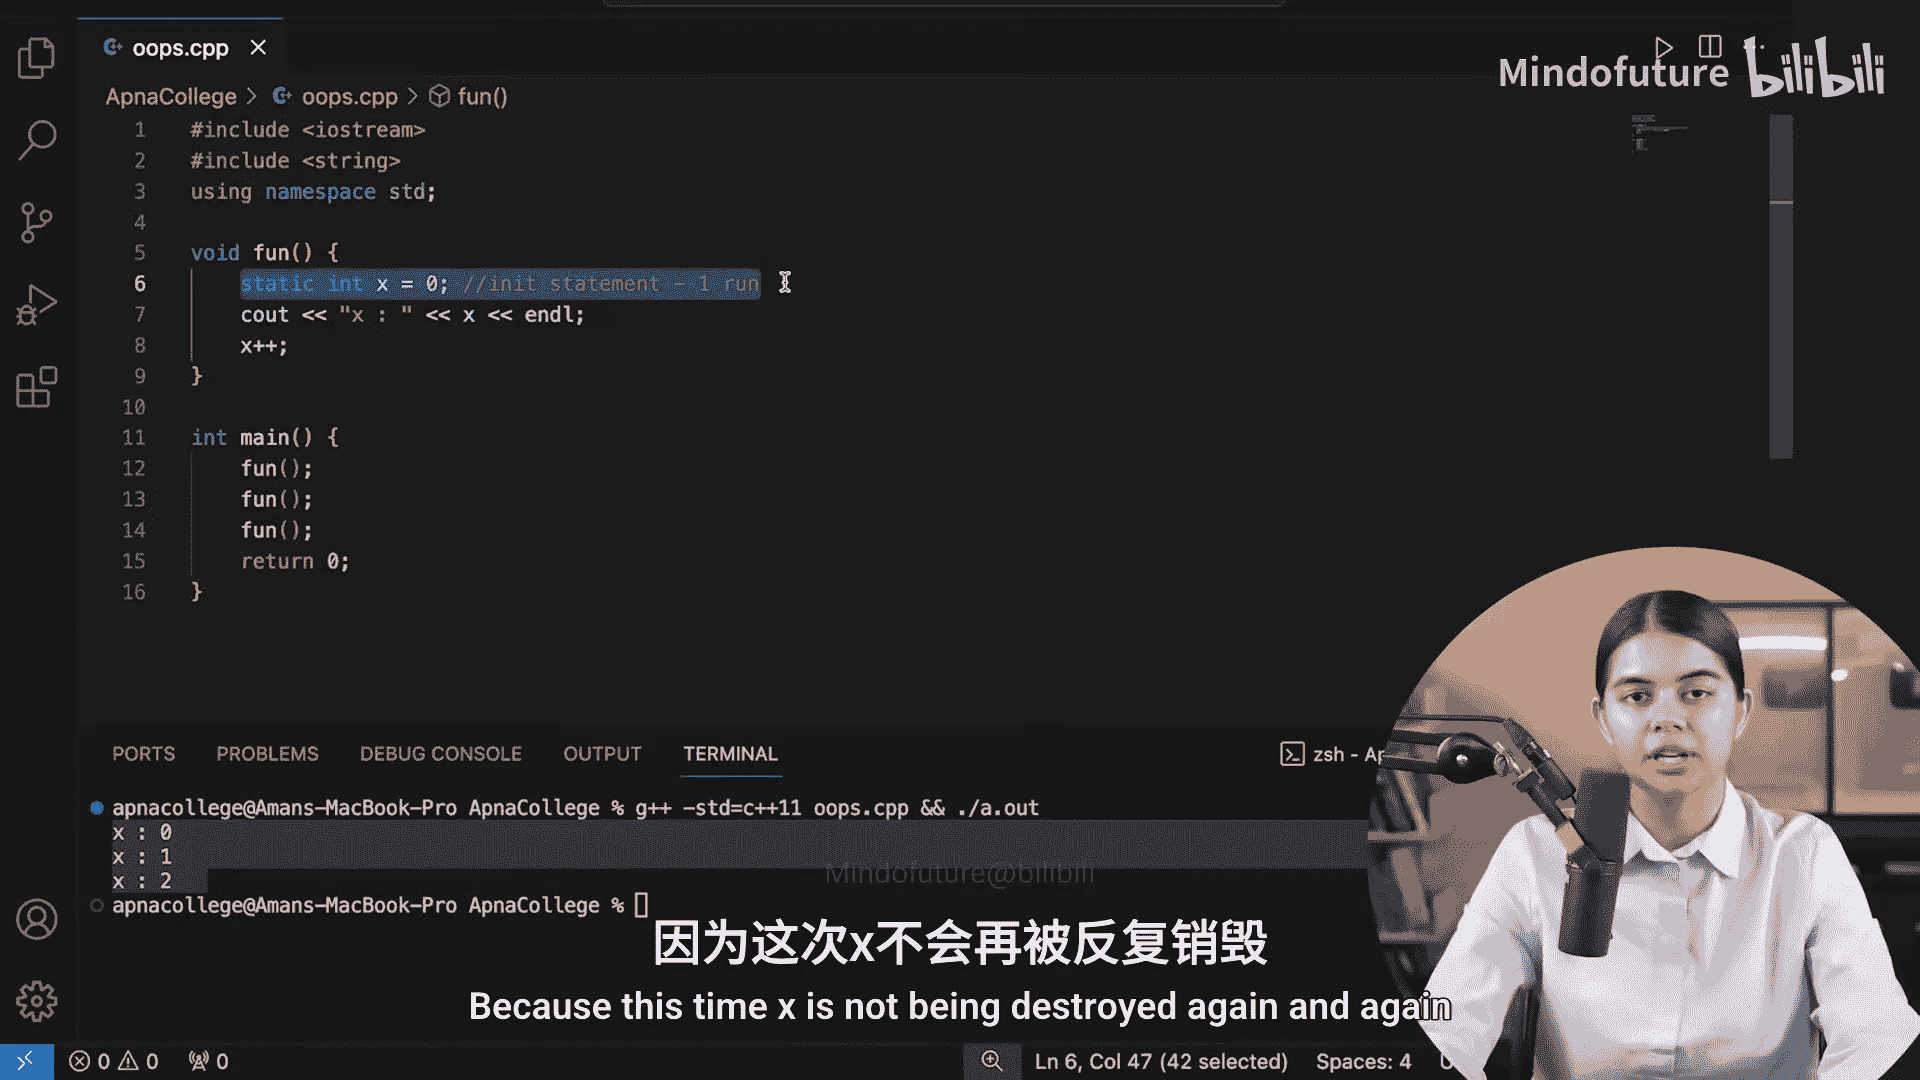 oops.cpp
Mindofuture bilibili
ApnaCollege > oops.cpp > fun()
1 #include <iostream>
2 #include <string>
3 using namespace std;
4
5 void fun() {
6 static int x = 0; //init statement - 1 run
7 cout << "x : " << x << endl;
8 x++;
9 }
10
11 int main() {
12 fun();
13 fun();
14 fun();
15 return 0;
16 }
PORTS PROBLEMS DEBUG CONSOLE OUTPUT TERMINAL zsh - Ap
apnacollege@Amans-MacBook-Pro ApnaCollege % g++ -std=c++11 oops.cpp && ./a.out
x : 0
x : 1
x : 2
Mindofuture@bilibili
apnacollege@Amans-MacBook-Pro ApnaCollege %
因为这次x不会再被反复销毁
Because this time x is not being destroyed again and again
0 0 0 Ln 6, Col 47 (42 selected) Spaces: 4